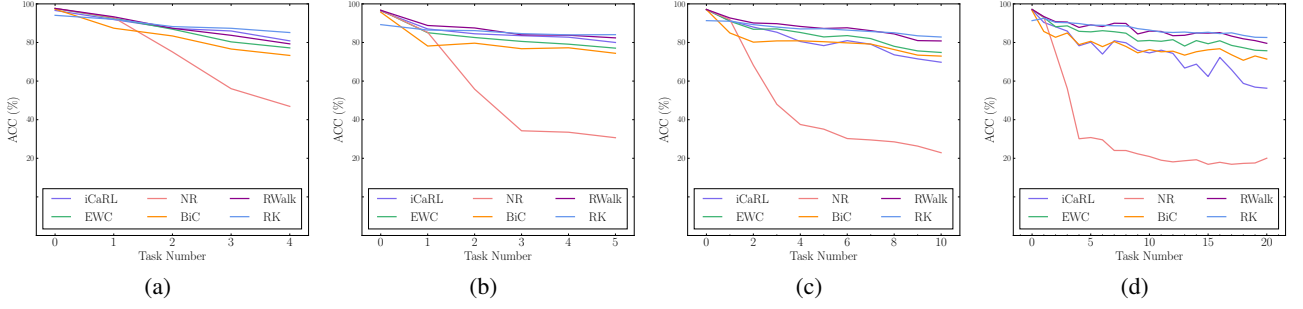 100
80
60
40
20
ACC (%)
iCaRL NR RWalk
EWC BiC RK
0 1 2 3 4
Task Number
(a)
100
80
60
40
20
ACC (%)
iCaRL NR RWalk
EWC BiC RK
0 1 2 3 4 5
Task Number
(b)
100
80
60
40
20
ACC (%)
iCaRL NR RWalk
EWC BiC RK
0 2 4 6 8 10
Task Number
(c)
100
80
60
40
20
ACC (%)
iCaRL NR RWalk
EWC BiC RK
0 5 10 15 20
Task Number
(d)